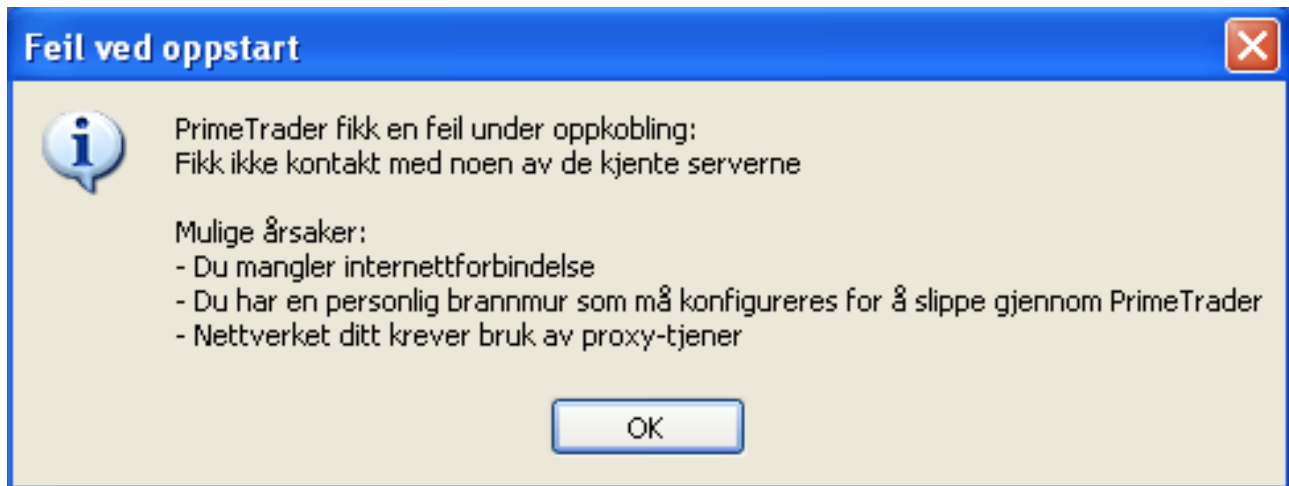 Feil ved oppstart
PrimeTrader fikk en feil under oppkobling:
Fikk ikke kontakt med noen av de kjente serverne
Mulige årsaker:
- Du mangler internettforbindelse
- Du har en personlig brannmur som må konfigureres for å slippe gjennom PrimeTrader
- Nettverket ditt krever bruk av proxy-tjener
OK